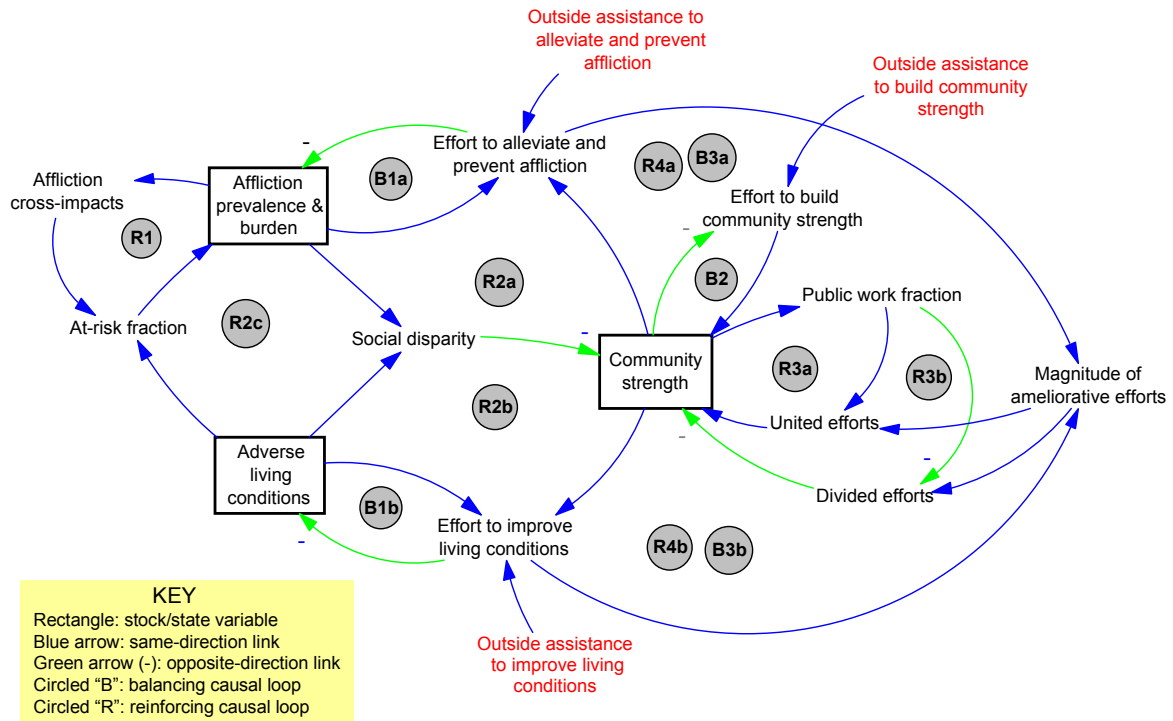 Outside assistance to
alleviate and prevent
affliction
Outside assistance
to build community
strength
-
Effort to alleviate and
prevent affliction
B1a
R4a
B3a
Affliction
cross-impacts
Affliction
prevalence &
burden
Effort to build
community strength
R1
-
B2
R2a
Public work fraction
At-risk fraction
R2c
Social disparity
-
Community
strength
R3a
R3b
Magnitude of
ameliorative efforts
R2b
United efforts
-
-
Adverse
living
conditions
Divided efforts
B1b
-
Effort to improve
living conditions
R4b
B3b
KEY
Rectangle: stock/state variable
Blue arrow: same-direction link
Green arrow (-): opposite-direction link
Circled “B”: balancing causal loop
Circled “R”: reinforcing causal loop
Outside assistance
to improve living
conditions